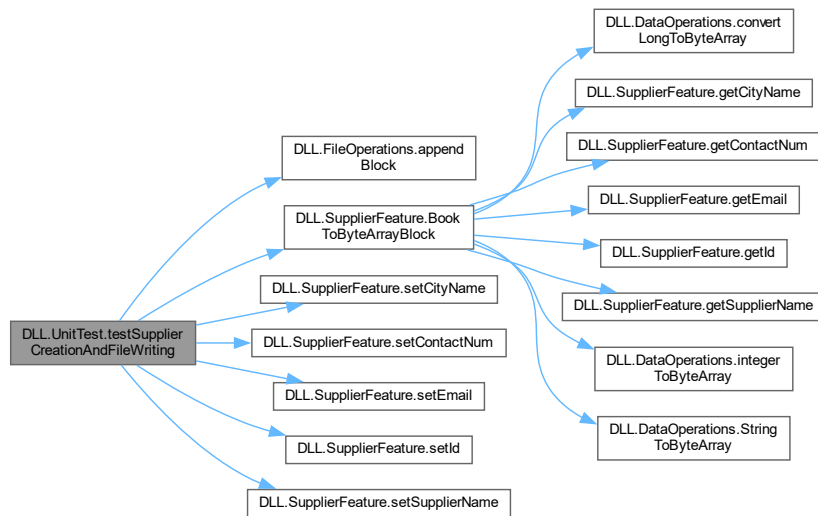 DLL.UnitTest.testSupplier
CreationAndFileWriting
DLL.FileOperations.append
Block
DLL.SupplierFeature.Book
ToByteArrayBlock
DLL.SupplierFeature.setCityName
DLL.SupplierFeature.setContactNum
DLL.SupplierFeature.setEmail
DLL.SupplierFeature.setId
DLL.SupplierFeature.setSupplierName
DLL.DataOperations.convert
LongToByteArray
DLL.SupplierFeature.getCityName
DLL.SupplierFeature.getContactNum
DLL.SupplierFeature.getEmail
DLL.SupplierFeature.getId
DLL.SupplierFeature.getSupplierName
DLL.DataOperations.integer
ToByteArray
DLL.DataOperations.String
ToByteArray